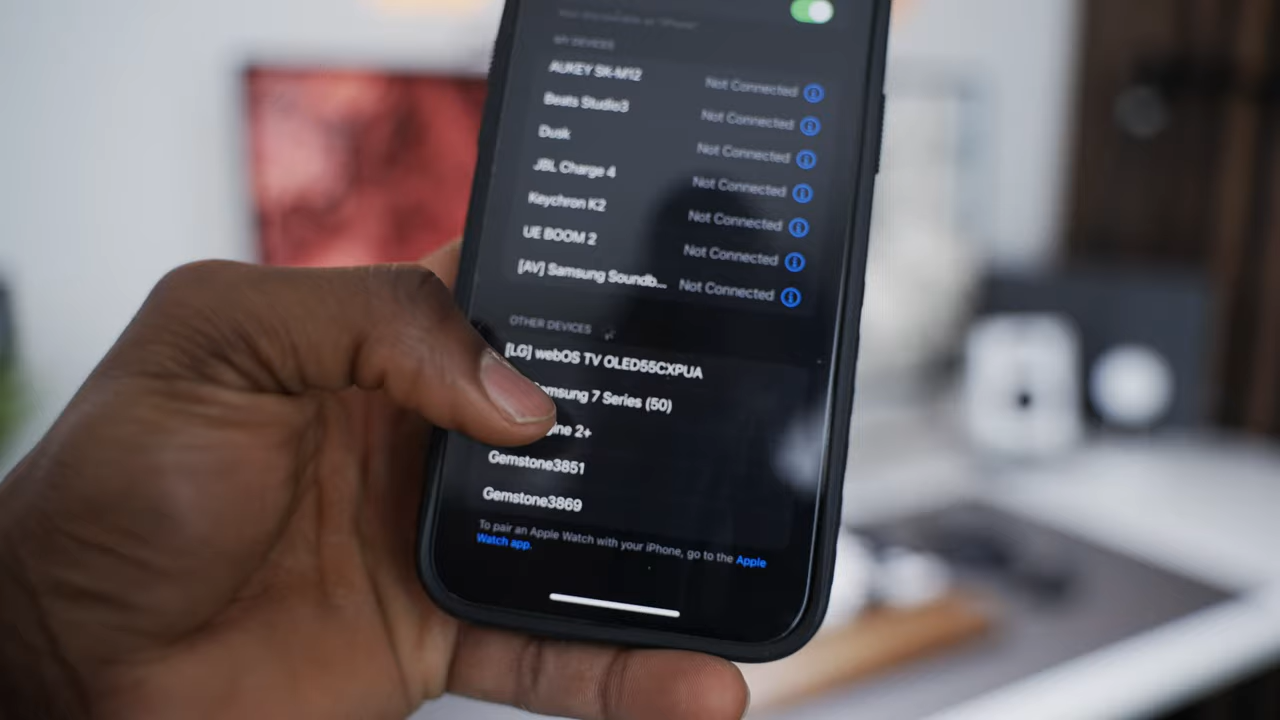 MY DEVICES
AUKEY SK-M12 Not Connected
Beats Studio3 Not Connected
Dusk Not Connected
JBL Charge 4 Not Connected
Keychron K2 Not Connected
UE BOOM 2 Not Connected
[AV] Samsung Soundb... Not Connected
OTHER DEVICES
[LG] webOS TV OLED55CXPUA
7 Series (50)
2+
Gemstone3851
Gemstone3869
To pair an Apple Watch with your iPhone, go to the Apple
Watch app.